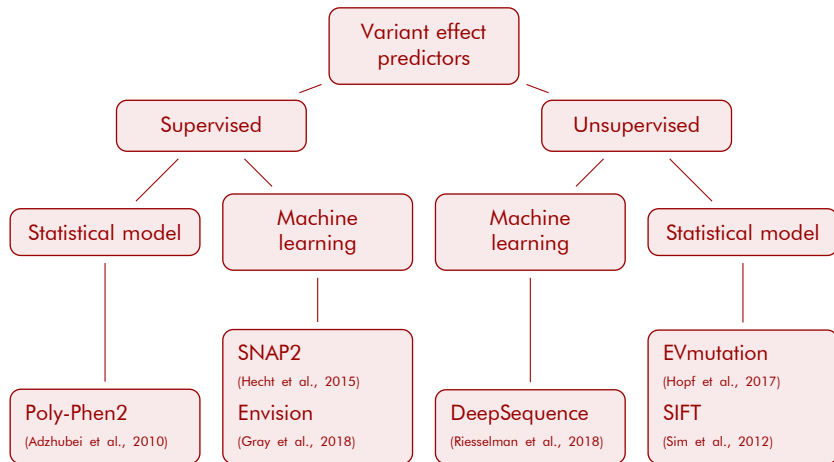 Variant effect
predictors
Supervised
Unsupervised
Statistical model
Machine
learning
Machine
learning
Statistical model
Poly-Phen2
(Adzhubei et al., 2010)
SNAP2
(Hecht et al., 2015)
Envision
(Gray et al., 2018)
DeepSequence
(Riesselman et al., 2018)
EVmutation
(Hopf et al., 2017)
SIFT
(Sim et al., 2012)